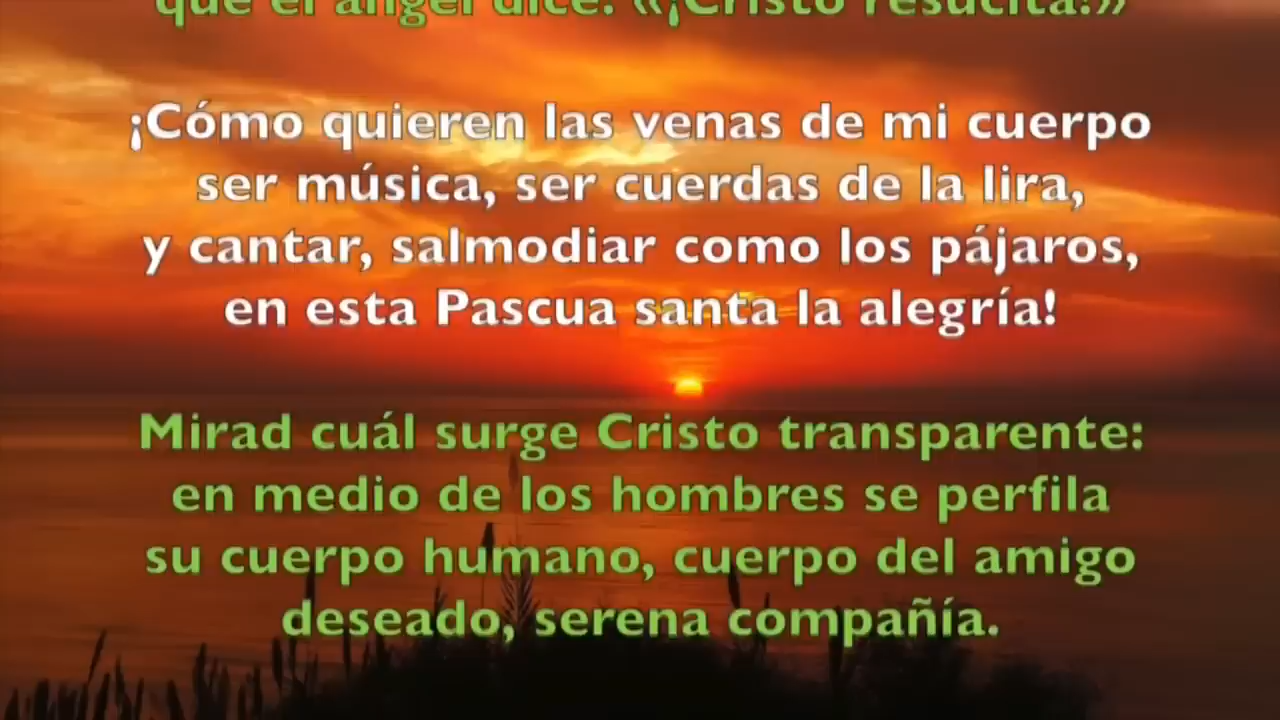 que el ángel dice: «¡Cristo resucita!»
¡Cómo quieren las venas de mi cuerpo
ser música, ser cuerdas de la lira,
y cantar, salmodiar como los pájaros,
en esta Pascua santa la alegría!
Mirad cuál surge Cristo transparente:
en medio de los hombres se perfila
su cuerpo humano, cuerpo del amigo
deseado, serena compañía.